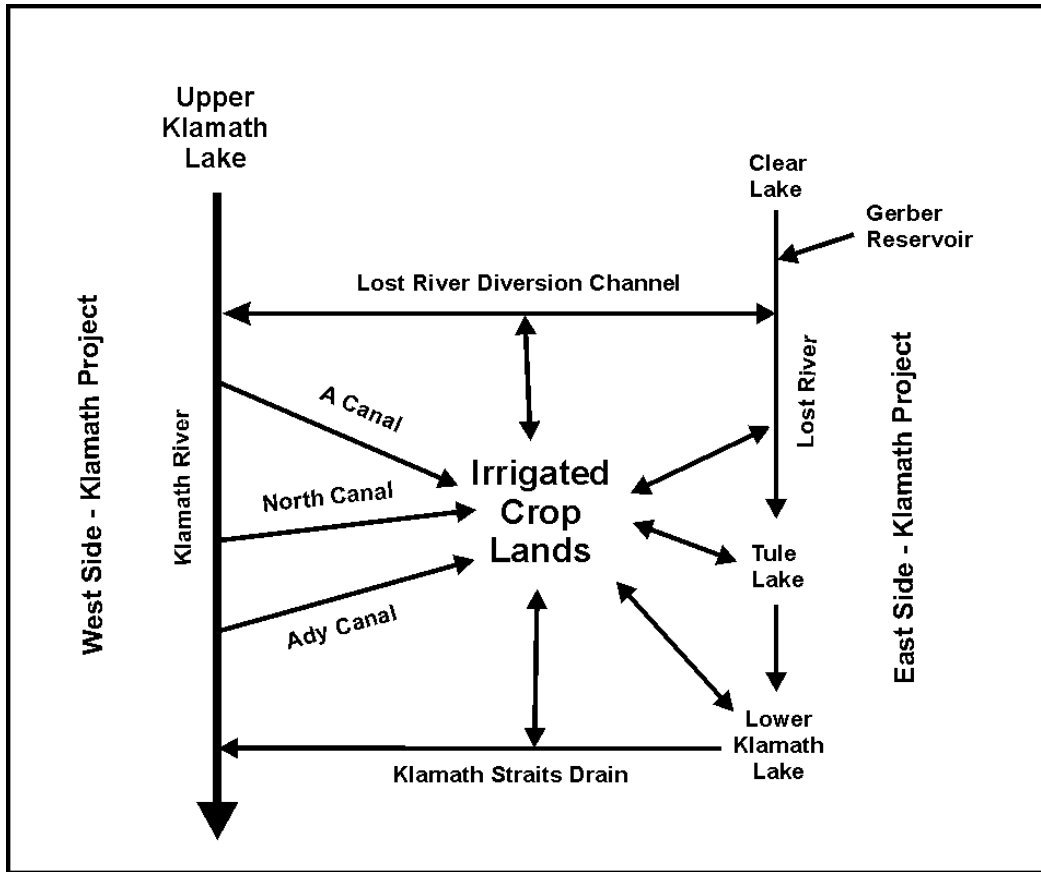 Upper
Klamath
Lake
Clear
Lake
Gerber
Reservoir
Lost River Diversion Channel
West Side - Klamath Project
Klamath River
A Canal
North Canal
Ady Canal
Irrigated
Crop
Lands
Lost River
East Side - Klamath Project
Tule
Lake
Lower
Klamath
Lake
Klamath Straits Drain